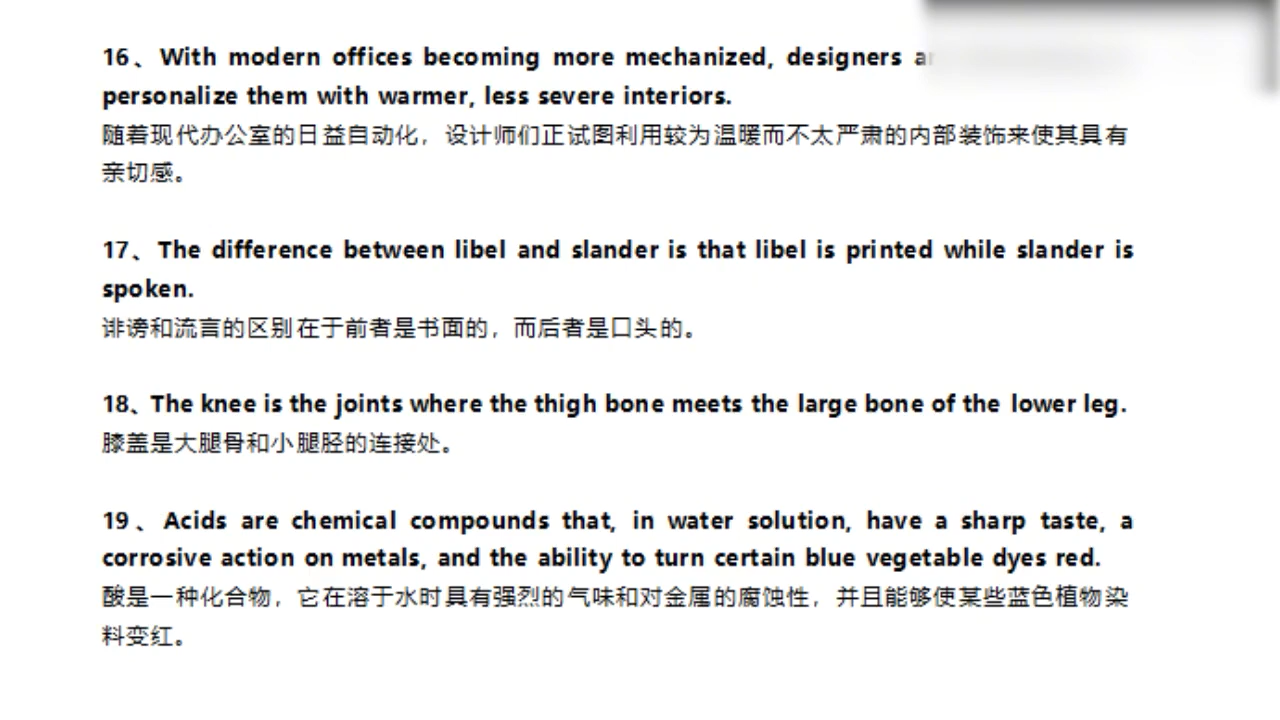 16、With modern offices becoming more mechanized, designers
personalize them with warmer, less severe interiors.
随着现代办公室的日益自动化，设计师们正试图利用较为温暖而不太严肃的内部装饰来使其具有
亲切感。
17、The difference between libel and slander is that libel is printed while slander is
spoken.
诽谤和流言的区别在于前者是书面的，而后者是口头的。
18、The knee is the joints where the thigh bone meets the large bone of the lower leg.
膝盖是大腿骨和小腿胫的连接处。
19、Acids are chemical compounds that, in water solution, have a sharp taste, a
corrosive action on metals, and the ability to turn certain blue vegetable dyes red.
酸是一种化合物，它在溶于水时具有强烈的气味和对金属的腐蚀性，并且能够使某些蓝色植物染
料变红。